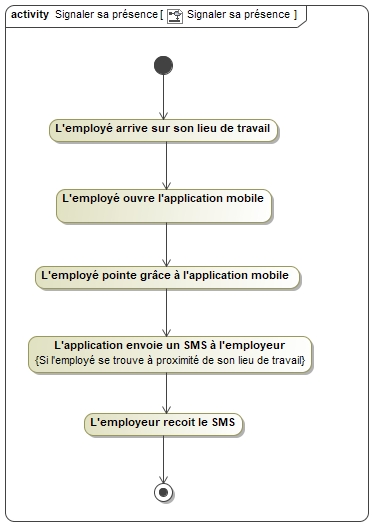 activity Signaler sa présence [ Signaler sa présence ]
L'employé arrive sur son lieu de travail
L'employé ouvre l'application mobile
L'employé pointe grâce à l'application mobile
L'application envoie un SMS à l'employeur
{Si l'employé se trouve à proximité de son lieu de travail}
L'employeur recoit le SMS